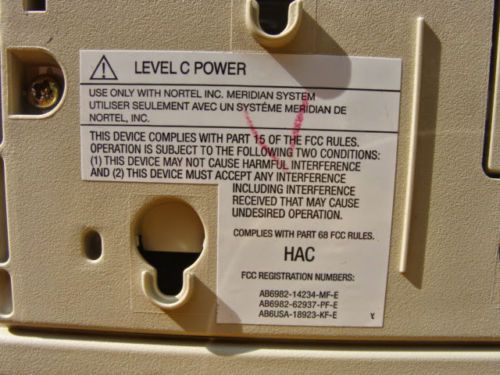 LEVEL C POWER
USE ONLY WITH NORTEL INC. MERIDIAN SYSTEM
UTILISER SEULEMENT AVEC UN SYSTÈME MERIDIAN DE
NORTEL, INC.
THIS DEVICE COMPLIES WITH PART 15 OF THE FCC RULES.
OPERATION IS SUBJECT TO THE FOLLOWING TWO CONDITIONS:
(1) THIS DEVICE MAY NOT CAUSE HARMFUL INTERFERENCE
AND (2) THIS DEVICE MUST ACCEPT ANY INTERFERENCE
INCLUDING INTERFERENCE
RECEIVED THAT MAY CAUSE
UNDESIRED OPERATION.
COMPLIES WITH PART 68 FCC RULES.
HAC
FCC REGISTRATION NUMBERS:
AB6982-14234-MF-E
AB6982-62937-PF-E
AB6USA-18923-KF-E